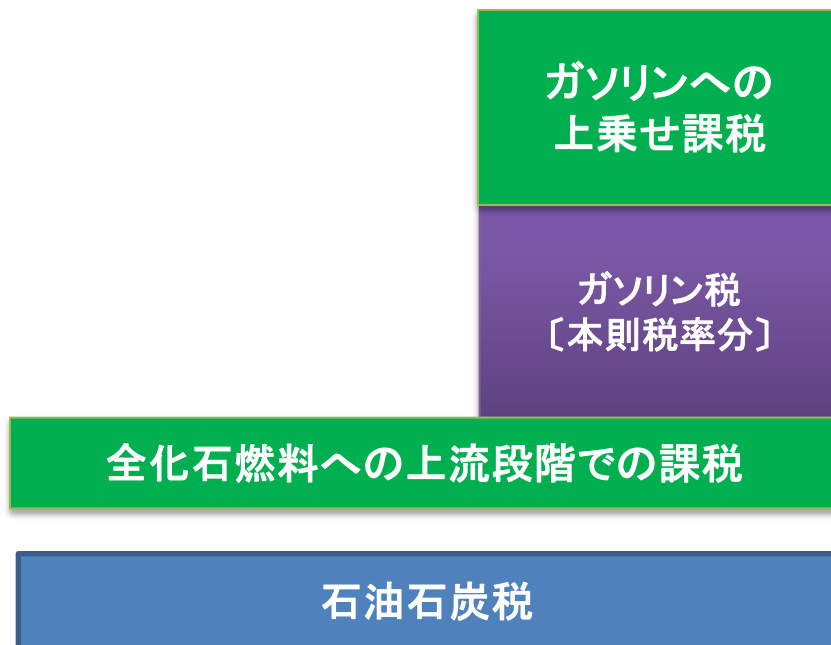 ガソリンへの
上乗せ課税
ガソリン税
〔本則税率分〕
全化石燃料への上流段階での課税
石油石炭税